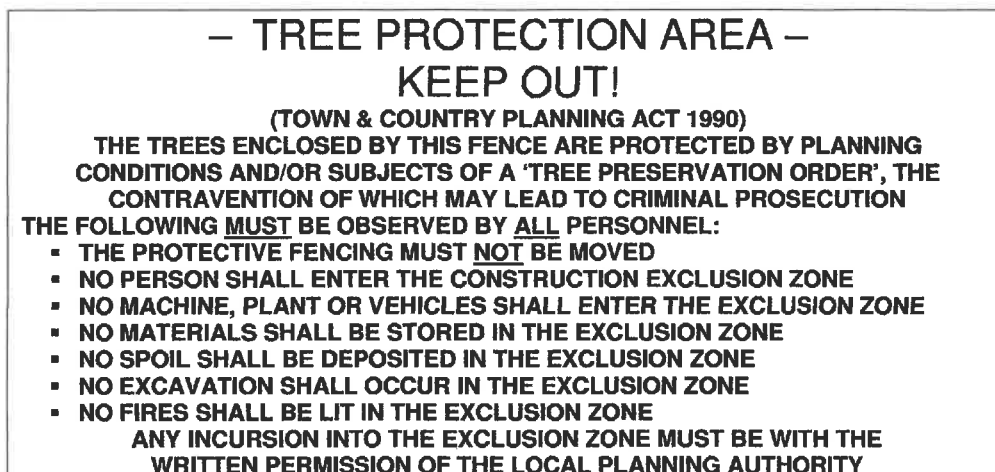 – TREE PROTECTION AREA –
KEEP OUT!
(TOWN & COUNTRY PLANNING ACT 1990)
THE TREES ENCLOSED BY THIS FENCE ARE PROTECTED BY PLANNING
CONDITIONS AND/OR SUBJECTS OF A ‘TREE PRESERVATION ORDER’, THE
CONTRAVENTION OF WHICH MAY LEAD TO CRIMINAL PROSECUTION
THE FOLLOWING MUST BE OBSERVED BY ALL PERSONNEL:
▪ THE PROTECTIVE FENCING MUST NOT BE MOVED
▪ NO PERSON SHALL ENTER THE CONSTRUCTION EXCLUSION ZONE
▪ NO MACHINE, PLANT OR VEHICLES SHALL ENTER THE EXCLUSION ZONE
▪ NO MATERIALS SHALL BE STORED IN THE EXCLUSION ZONE
▪ NO SPOIL SHALL BE DEPOSITED IN THE EXCLUSION ZONE
▪ NO EXCAVATION SHALL OCCUR IN THE EXCLUSION ZONE
▪ NO FIRES SHALL BE LIT IN THE EXCLUSION ZONE
ANY INCURSION INTO THE EXCLUSION ZONE MUST BE WITH THE
WRITTEN PERMISSION OF THE LOCAL PLANNING AUTHORITY